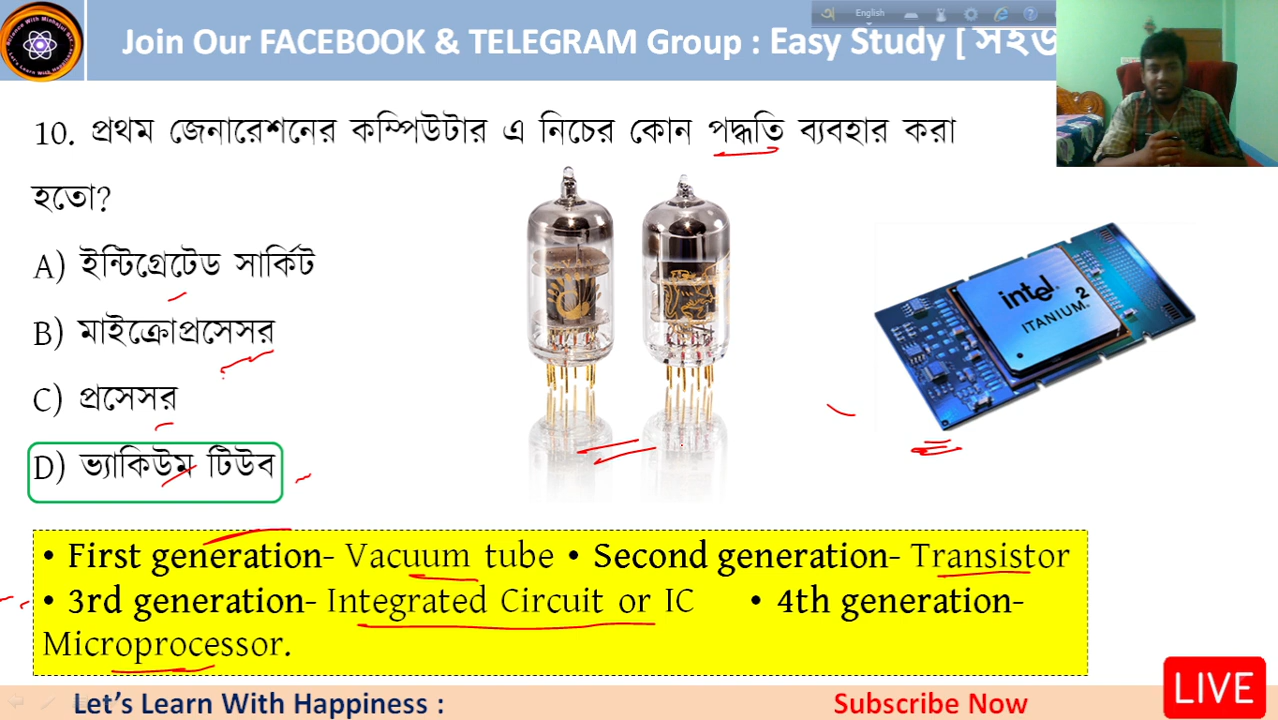 English
Join Our FACEBOOK & TELEGRAM Group : Easy Study [ সহজ
10. প্রথম জেনারেশনের কম্পিউটার এ নিচের কোন পদ্ধতি ব্যবহার করা
হতো?
A) ইন্টিগ্রেটেড সার্কিট
B) মাইক্রোপ্রসেসর
C) প্রসেসর
D) ভ্যাকিউম টিউব
intel
ITANIUM 2
• First generation- Vacuum tube • Second generation- Transistor
• 3rd generation- Integrated Circuit or IC • 4th generation-
Microprocessor.
Let's Learn With Happiness :
Subscribe Now
LIVE